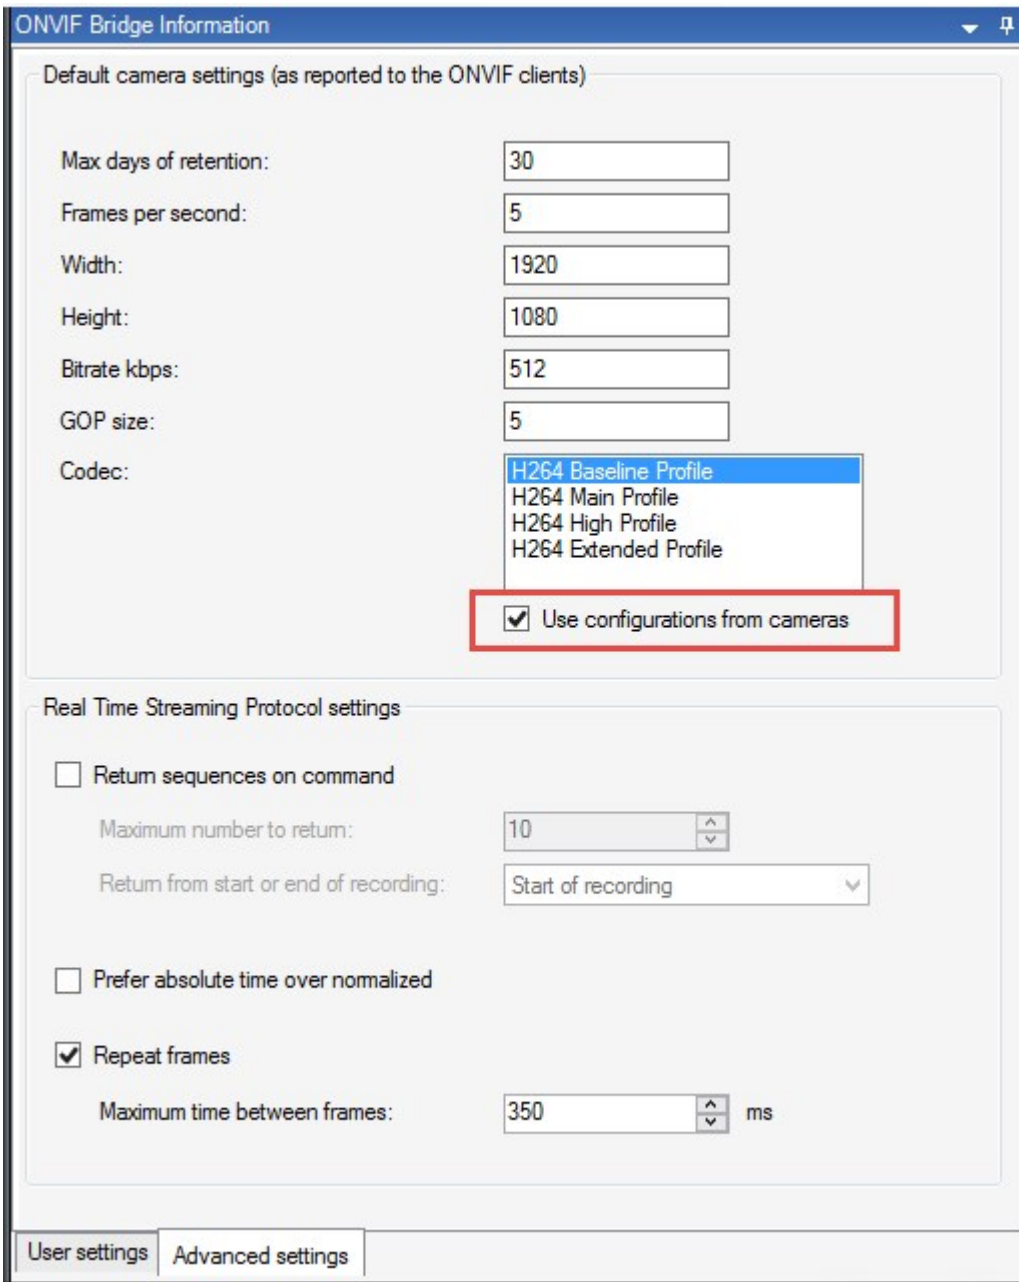 ONVIF Bridge Information
Default camera settings (as reported to the ONVIF clients)
Max days of retention: 30
Frames per second: 5
Width: 1920
Height: 1080
Bitrate kbps: 512
GOP size: 5
Codec: H264 Baseline Profile
H264 Main Profile
H264 High Profile
H264 Extended Profile
Use configurations from cameras
Real Time Streaming Protocol settings
Return sequences on command
Maximum number to return: 10
Return from start or end of recording: Start of recording
Prefer absolute time over normalized
Repeat frames
Maximum time between frames: 350 ms
User settings Advanced settings